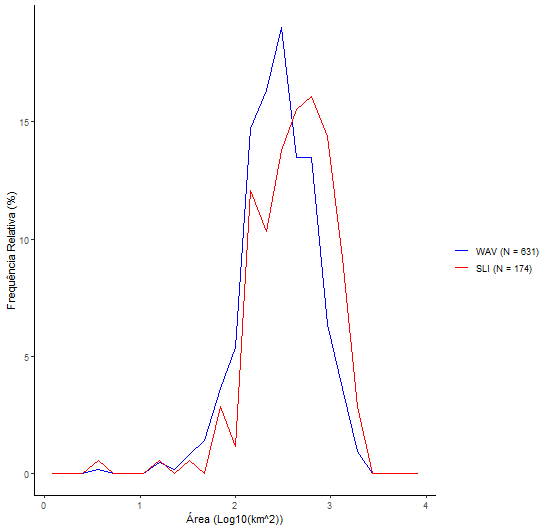 Frequência Relativa (%)
15
10
5
0
0 1 2 3 4
Área (Log10(km^2))
WAV (N = 631)
SLI (N = 174)